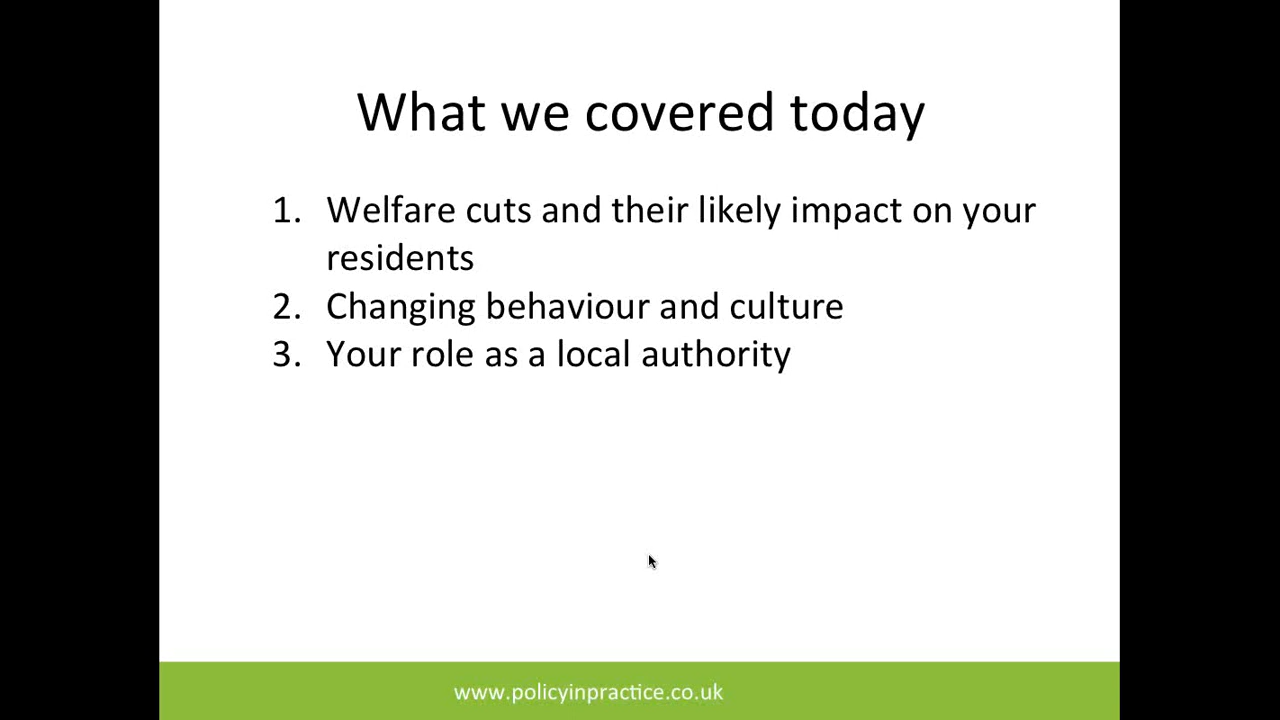 What we covered today
1. Welfare cuts and their likely impact on your
residents
2. Changing behaviour and culture
3. Your role as a local authority
www.policyinpractice.co.uk